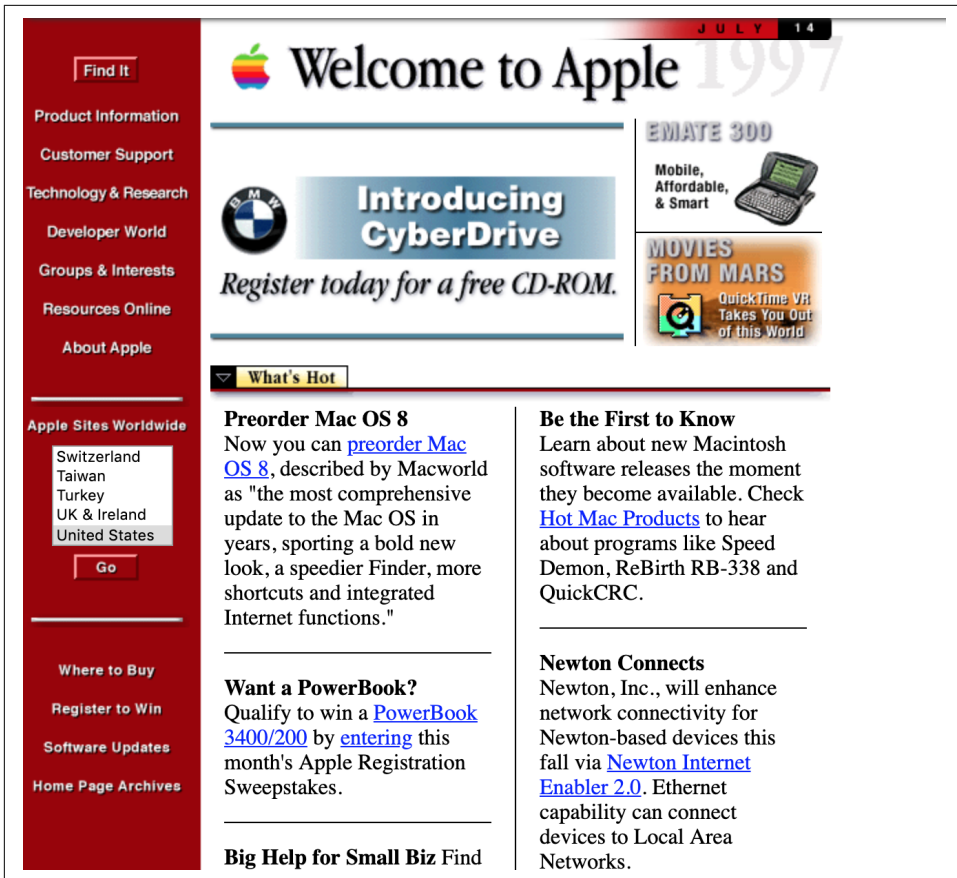 JULY 14
1997
Welcome to Apple
Find It
Product Information
Customer Support
Technology & Research
Developer World
Groups & Interests
Resources Online
About Apple
Apple Sites Worldwide
Switzerland
Taiwan
Turkey
UK & Ireland
United States
Go
Where to Buy
Register to Win
Software Updates
Home Page Archives
BMW
Introducing
CyberDrive
Register today for a free CD-ROM.
EMATE 300
Mobile,
Affordable,
& Smart
MOVIES
FROM MARS
QuickTime VR
Takes You Out
of this World
What's Hot
Preorder Mac OS 8
Now you can preorder Mac
OS 8, described by Macworld
as "the most comprehensive
update to the Mac OS in
years, sporting a bold new
look, a speedier Finder, more
shortcuts and integrated
Internet functions."
Want a PowerBook?
Qualify to win a PowerBook
3400/200 by entering this
month's Apple Registration
Sweepstakes.
Big Help for Small Biz Find
Be the First to Know
Learn about new Macintosh
software releases the moment
they become available. Check
Hot Mac Products to hear
about programs like Speed
Demon, ReBirth RB-338 and
QuickCRC.
Newton Connects
Newton, Inc., will enhance
network connectivity for
Newton-based devices this
fall via Newton Internet
Enabler 2.0. Ethernet
capability can connect
devices to Local Area
Networks.